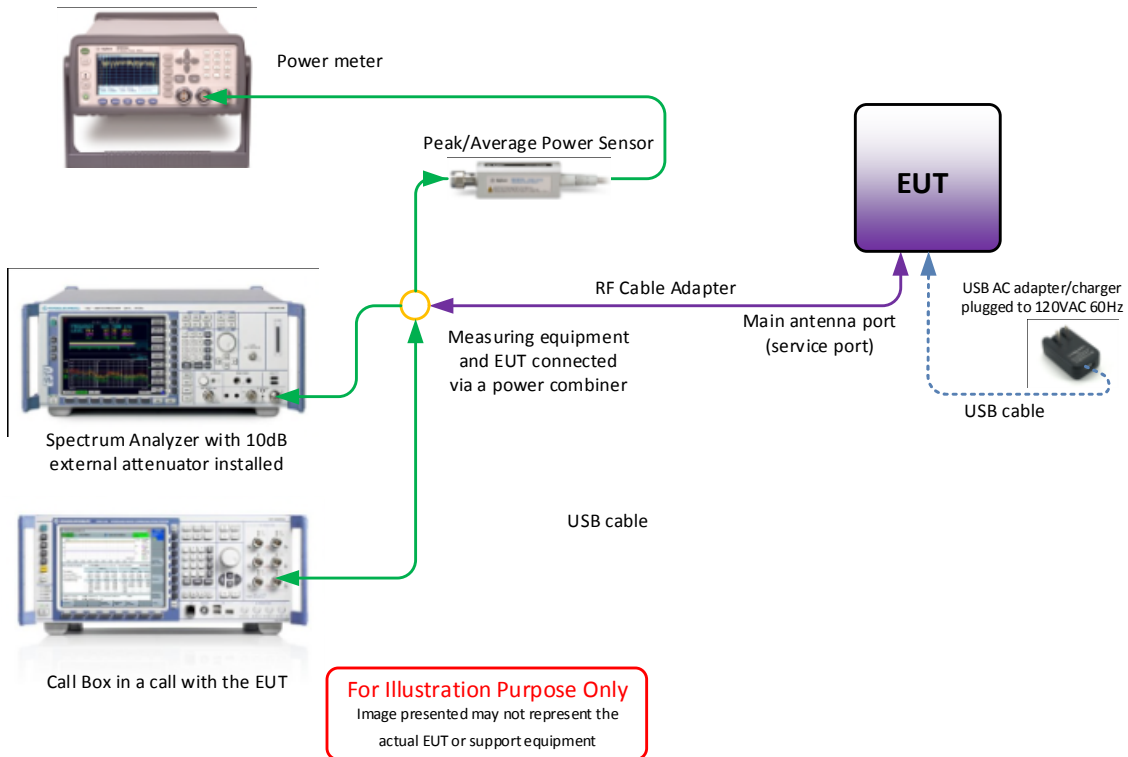 Power meter
Peak/Average Power Sensor
EUT
RF Cable Adapter
USB AC adapter/charger
plugged to 120VAC 60Hz
Main antenna port
(service port)
Measuring equipment
and EUT connected
via a power combiner
USB cable
Spectrum Analyzer with 10dB
external attenuator installed
USB cable
Call Box in a call with the EUT
For Illustration Purpose Only
Image presented may not represent the
actual EUT or support equipment